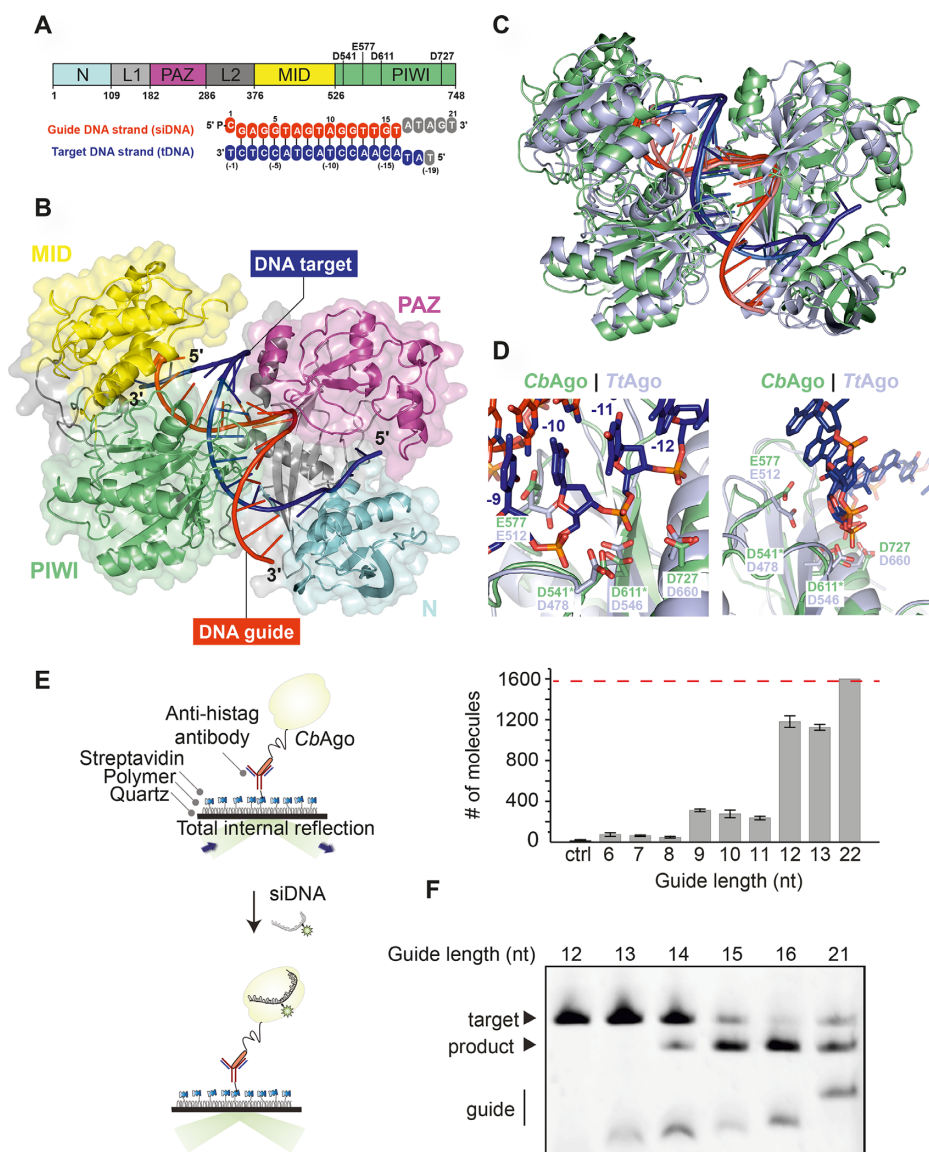 A
E577
D541 D611 D727
N L1 PAZ L2 MID PIWI
1 109 182 286 376 526 748
1 5 10 15 21
Guide DNA strand (siDNA) 5' P- CGAGGTAGTAGGTTGTATAGT 3'
Target DNA strand (tDNA) 3' TCTCCATCATCCAACATAT 5'
(-1) (-5) (-10) (-15) (-19)
B
MID
DNA target
PAZ
5'
3'
5'
PIWI
3'
N
DNA guide
C
D
CbAgo | TtAgo
-11
-10
-12
-9
E577
E512
D541*
D478
D611*
D546
D727
D660
CbAgo | TtAgo
E577
E512
D541*
D478
D727
D660
D611*
D546
E
Anti-histag
antibody
CbAgo
Streptavidin
Polymer
Quartz
Total internal reflection
siDNA
# of molecules
1600
1200
800
400
0
ctrl 6 7 8 9 10 11 12 13 22
Guide length (nt)
F
Guide length (nt) 12 13 14 15 16 21
target
product
guide